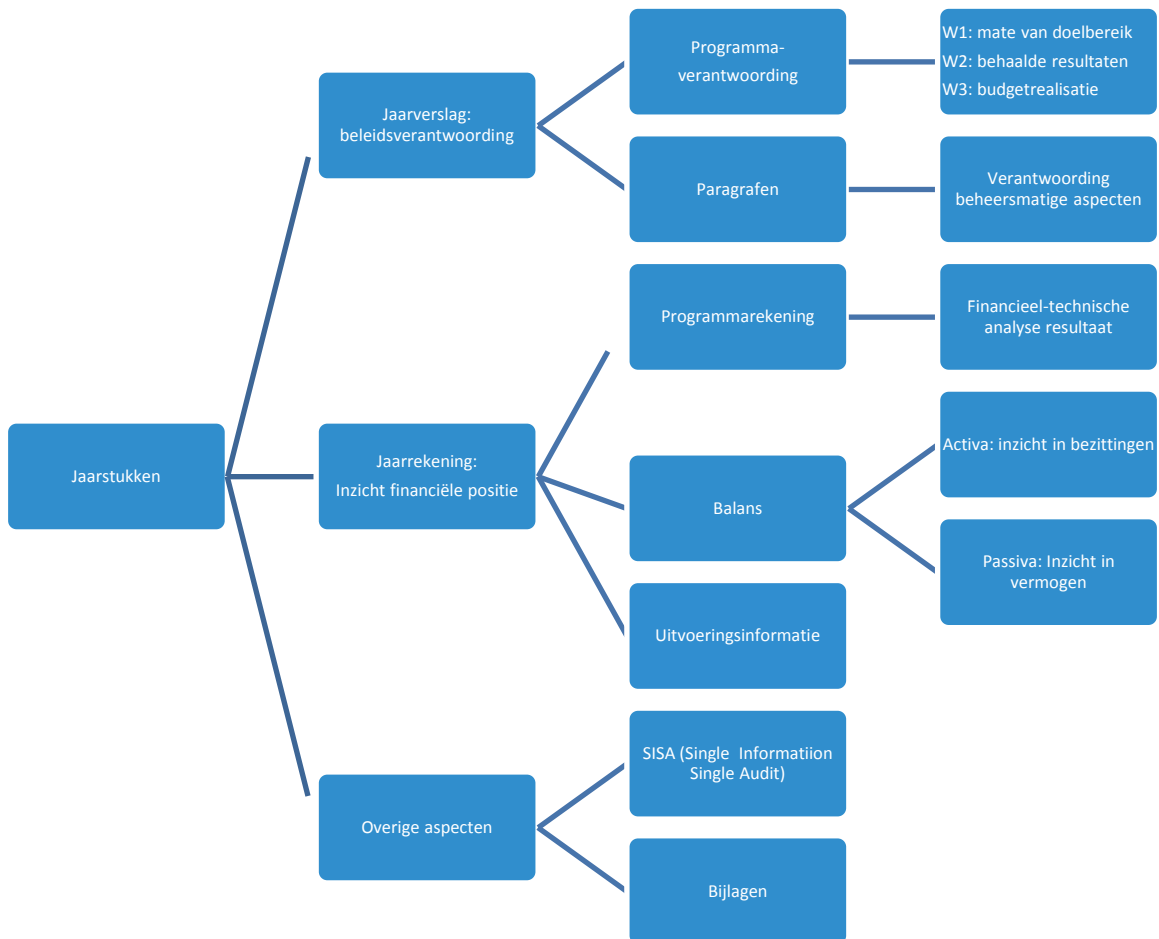 Jaarstukken
Jaarverslag:
beleidsverantwoording
Programma-
verantwoording
W1: mate van doelbereik
W2: behaalde resultaten
W3: budgetrealisatie
Paragrafen
Verantwoording
beheersmatige aspecten
Jaarrekening:
Inzicht financiële positie
Programmarekening
Financieel-technische
analyse resultaat
Balans
Activa: inzicht in bezittingen
Passiva: Inzicht in
vermogen
Uitvoeringsinformatie
Overige aspecten
SISA (Single Informatiion
Single Audit)
Bijlagen